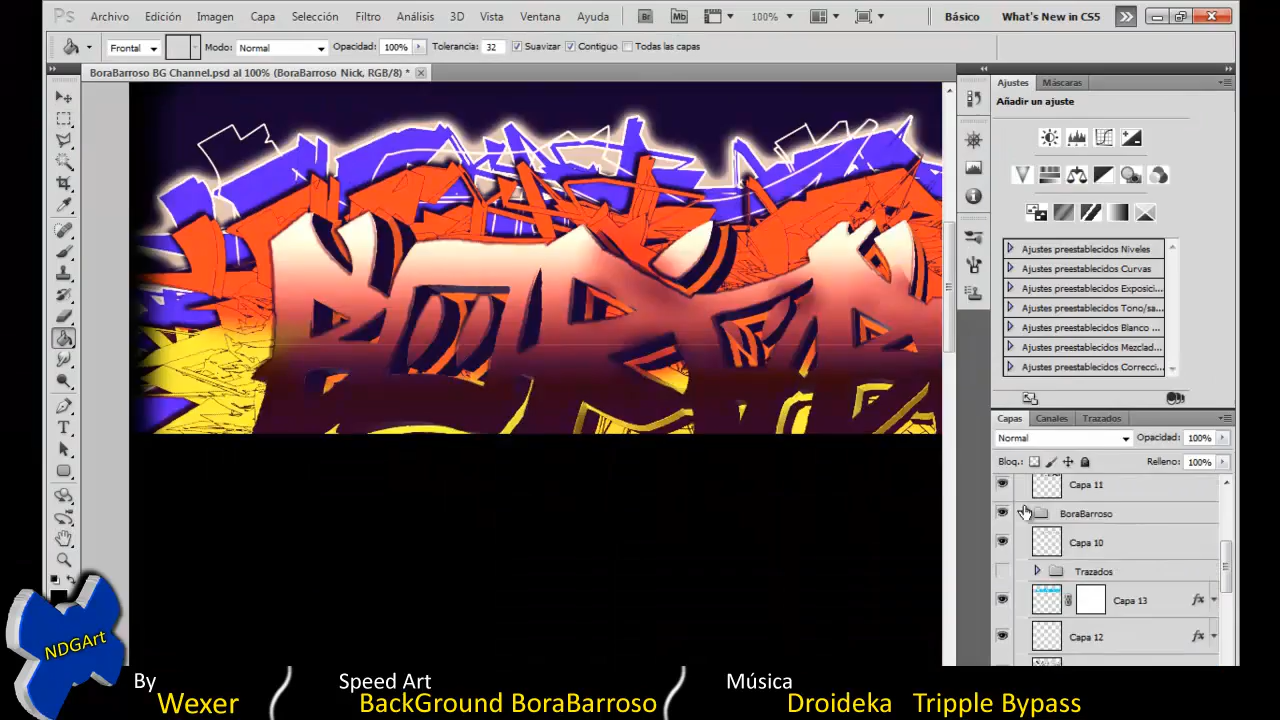 Ps Archivo Edición Imagen Capa Selección Filtro Análisis 3D Vista Ventana Ayuda Br Mb 100% Básico What's New in CS5
Frontal Modo: Normal Opacidad: 100% Tolerancia: 32 Suavizar Contiguo Todas las capas
BoraBarroso BG Channel.psd al 100% (BoraBarroso Nick, RGB/8) *
Ajustes Máscaras
Añadir un ajuste
Ajustes preestablecidos Niveles
Ajustes preestablecidos Curvas
Ajustes preestablecidos Exposici...
Ajustes preestablecidos Tono/sa...
Ajustes preestablecidos Blanco ...
Ajustes preestablecidos Mezclad...
Ajustes preestablecidos Correcci...
Capas Canales Trazados
Normal Opacidad: 100%
Bloq.: Relleno: 100%
Capa 11
BoraBarroso
Capa 10
Trazados
Capa 13 fx
Capa 12 fx
NDGArt
By
Wexer
Speed Art
BackGround BoraBarroso
Música
Droideka Tripple Bypass